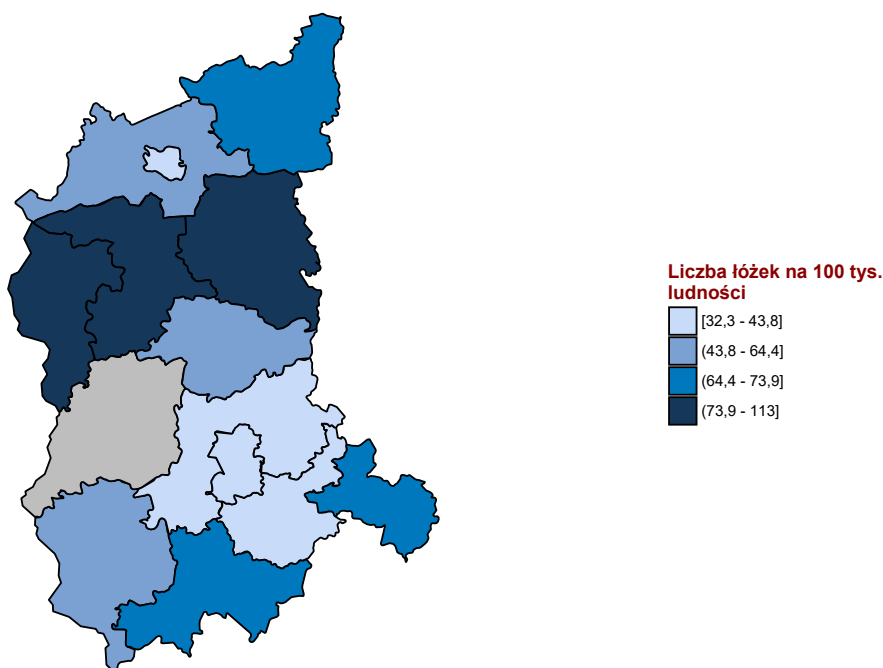 Liczba łóżek na 100 tys.
ludności
[32,3 - 43,8]
(43,8 - 64,4]
(64,4 - 73,9]
(73,9 - 113]